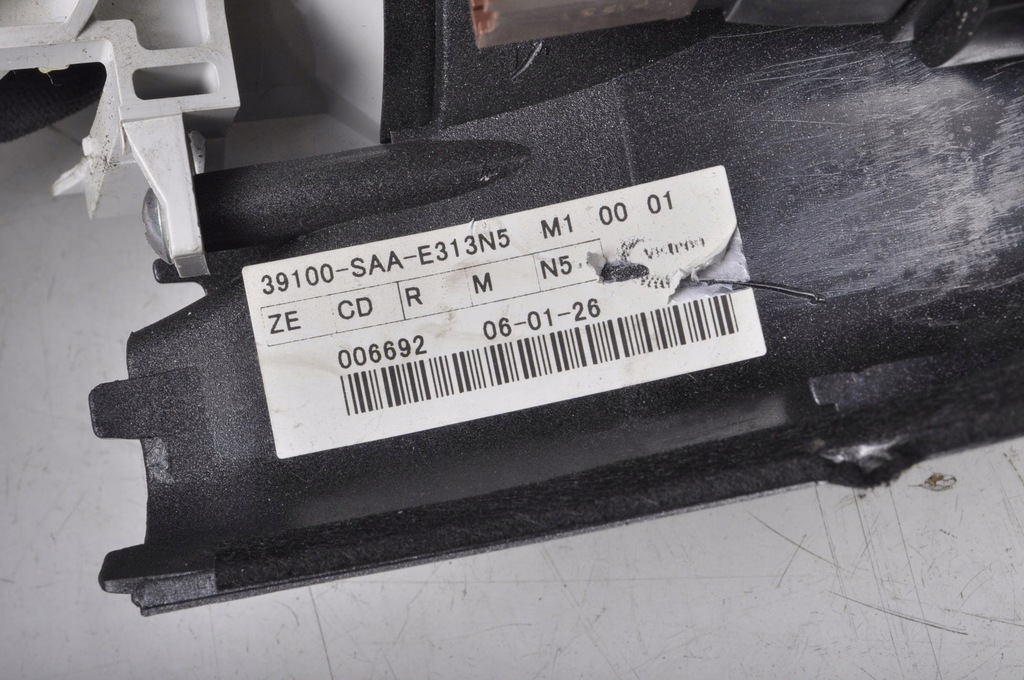 39100-SAA-E313N5 M1 00 01
ZE CD R M N5
006692 06-01-26